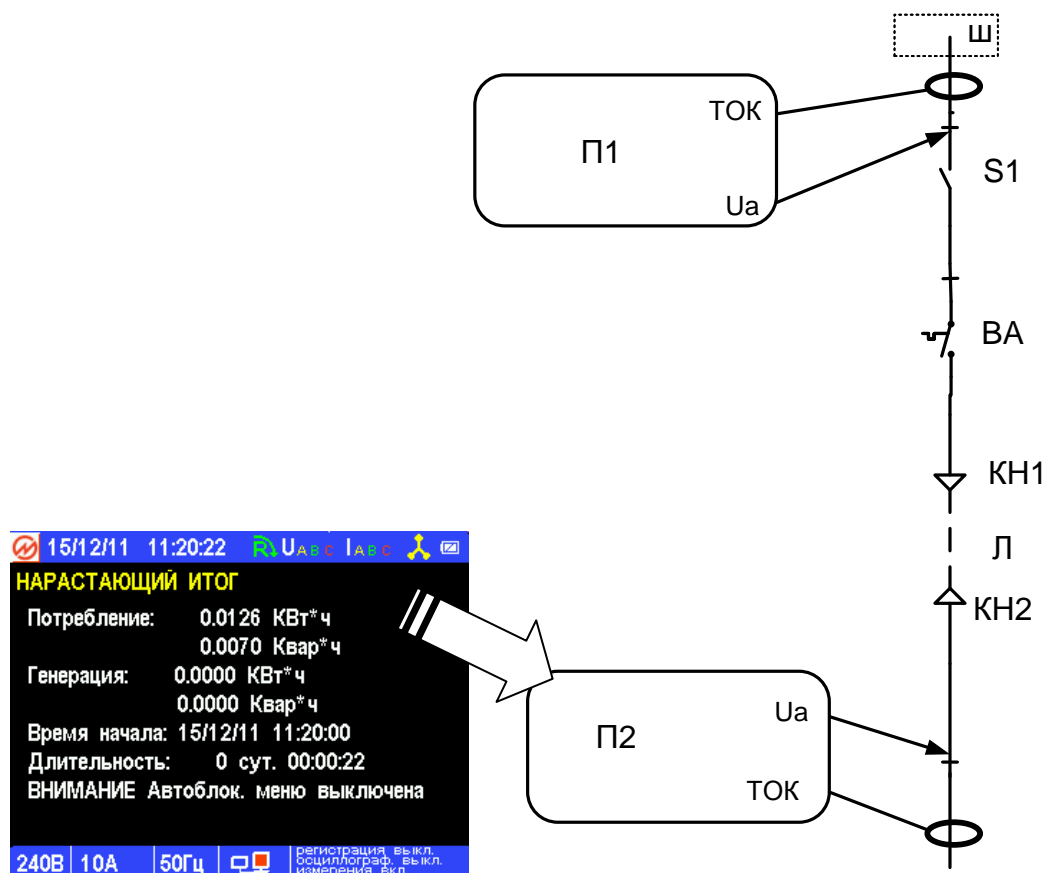 Ш
ТОК
П1
Ua
S1
ВА
КН1
Л
КН2
15/12/11 11:20:22 UABC IABC
НАРАСТАЮЩИЙ ИТОГ
Потребление: 0.0126 КВт*ч
0.0070 Квар*ч
Генерация: 0.0000 КВт*ч
0.0000 Квар*ч
Время начала: 15/12/11 11:20:00
Длительность: 0 сут. 00:00:22
ВНИМАНИЕ Автоблок. меню выключена
240В 10А 50Гц
регистрация выкл.
осциллограф. выкл.
измерения вкл
Ua
П2
ТОК